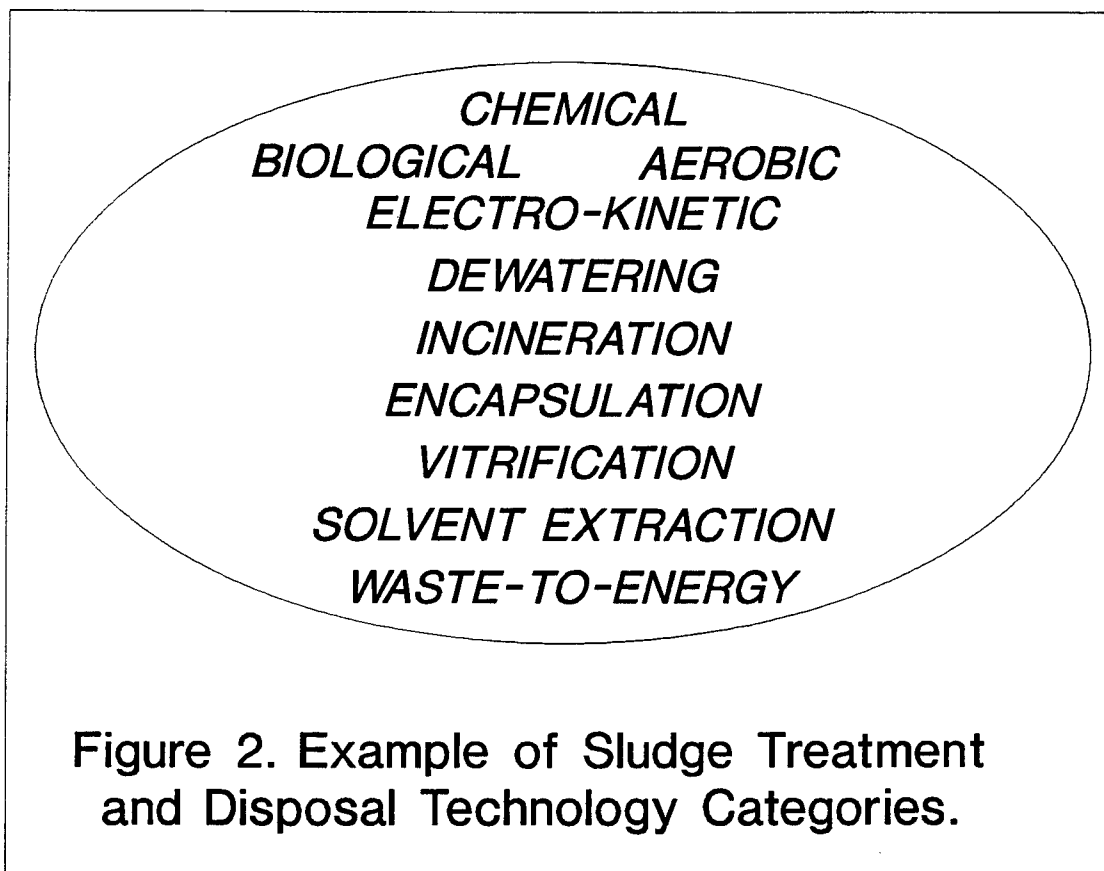 CHEMICAL
BIOLOGICAL AEROBIC
ELECTRO-KINETIC
DEWATERING
INCINERATION
ENCAPSULATION
VITRIFICATION
SOLVENT EXTRACTION
WASTE-TO-ENERGY
Figure 2. Example of Sludge Treatment
and Disposal Technology Categories.